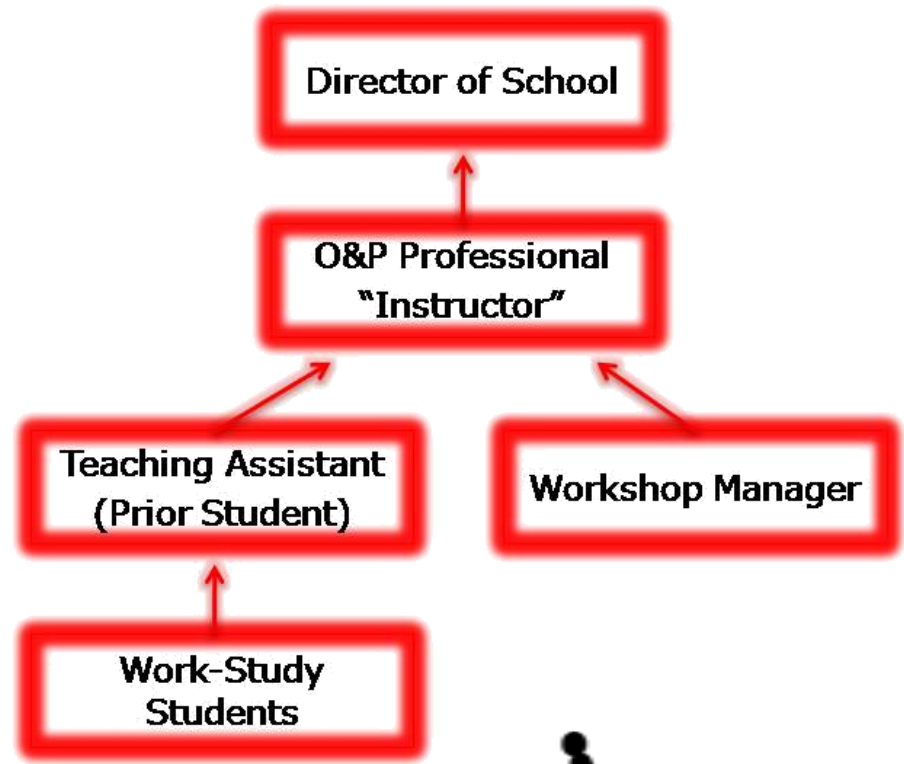 Director of School
O&P Professional
“Instructor”
Teaching Assistant
(Prior Student)
Workshop Manager
Work-Study
Students